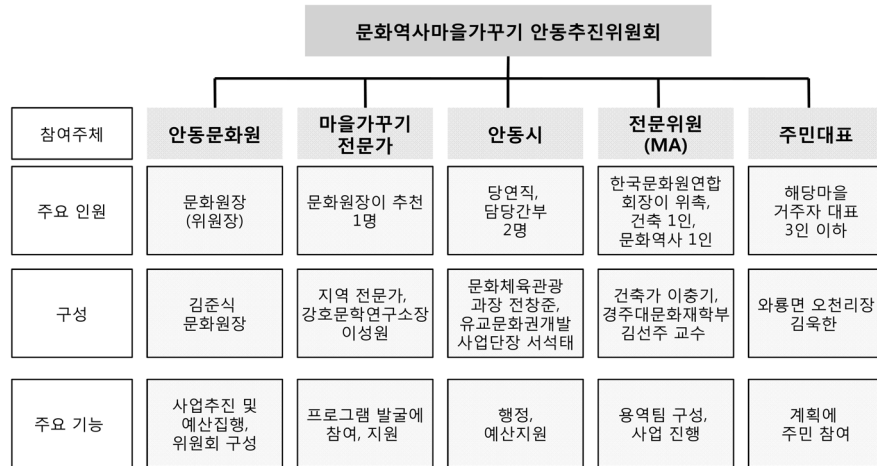 문화역사마을가꾸기 안동추진위원회
참여주체
안동문화원
마을가꾸기
전문가
안동시
전문위원
(MA)
주민대표
주요 인원
문화원장
(위원장)
문화원장이 추천
1명
당연직,
담당간부
2명
한국문화원연합
회장이 위촉,
건축 1인,
문화역사 1인
해당마을
거주자 대표
3인 이하
구성
김준식
문화원장
지역 전문가,
강호문학연구소장
이성원
문화체육관광
과장 전창준,
유교문화권개발
사업단장 서석태
건축가 이충기,
경주대문화재학부
김선주 교수
와룡면 오천리장
김욱한
주요 기능
사업추진 및
예산집행,
위원회 구성
프로그램 발굴에
참여, 지원
행정,
예산지원
용역팀 구성,
사업 진행
계획에
주민 참여